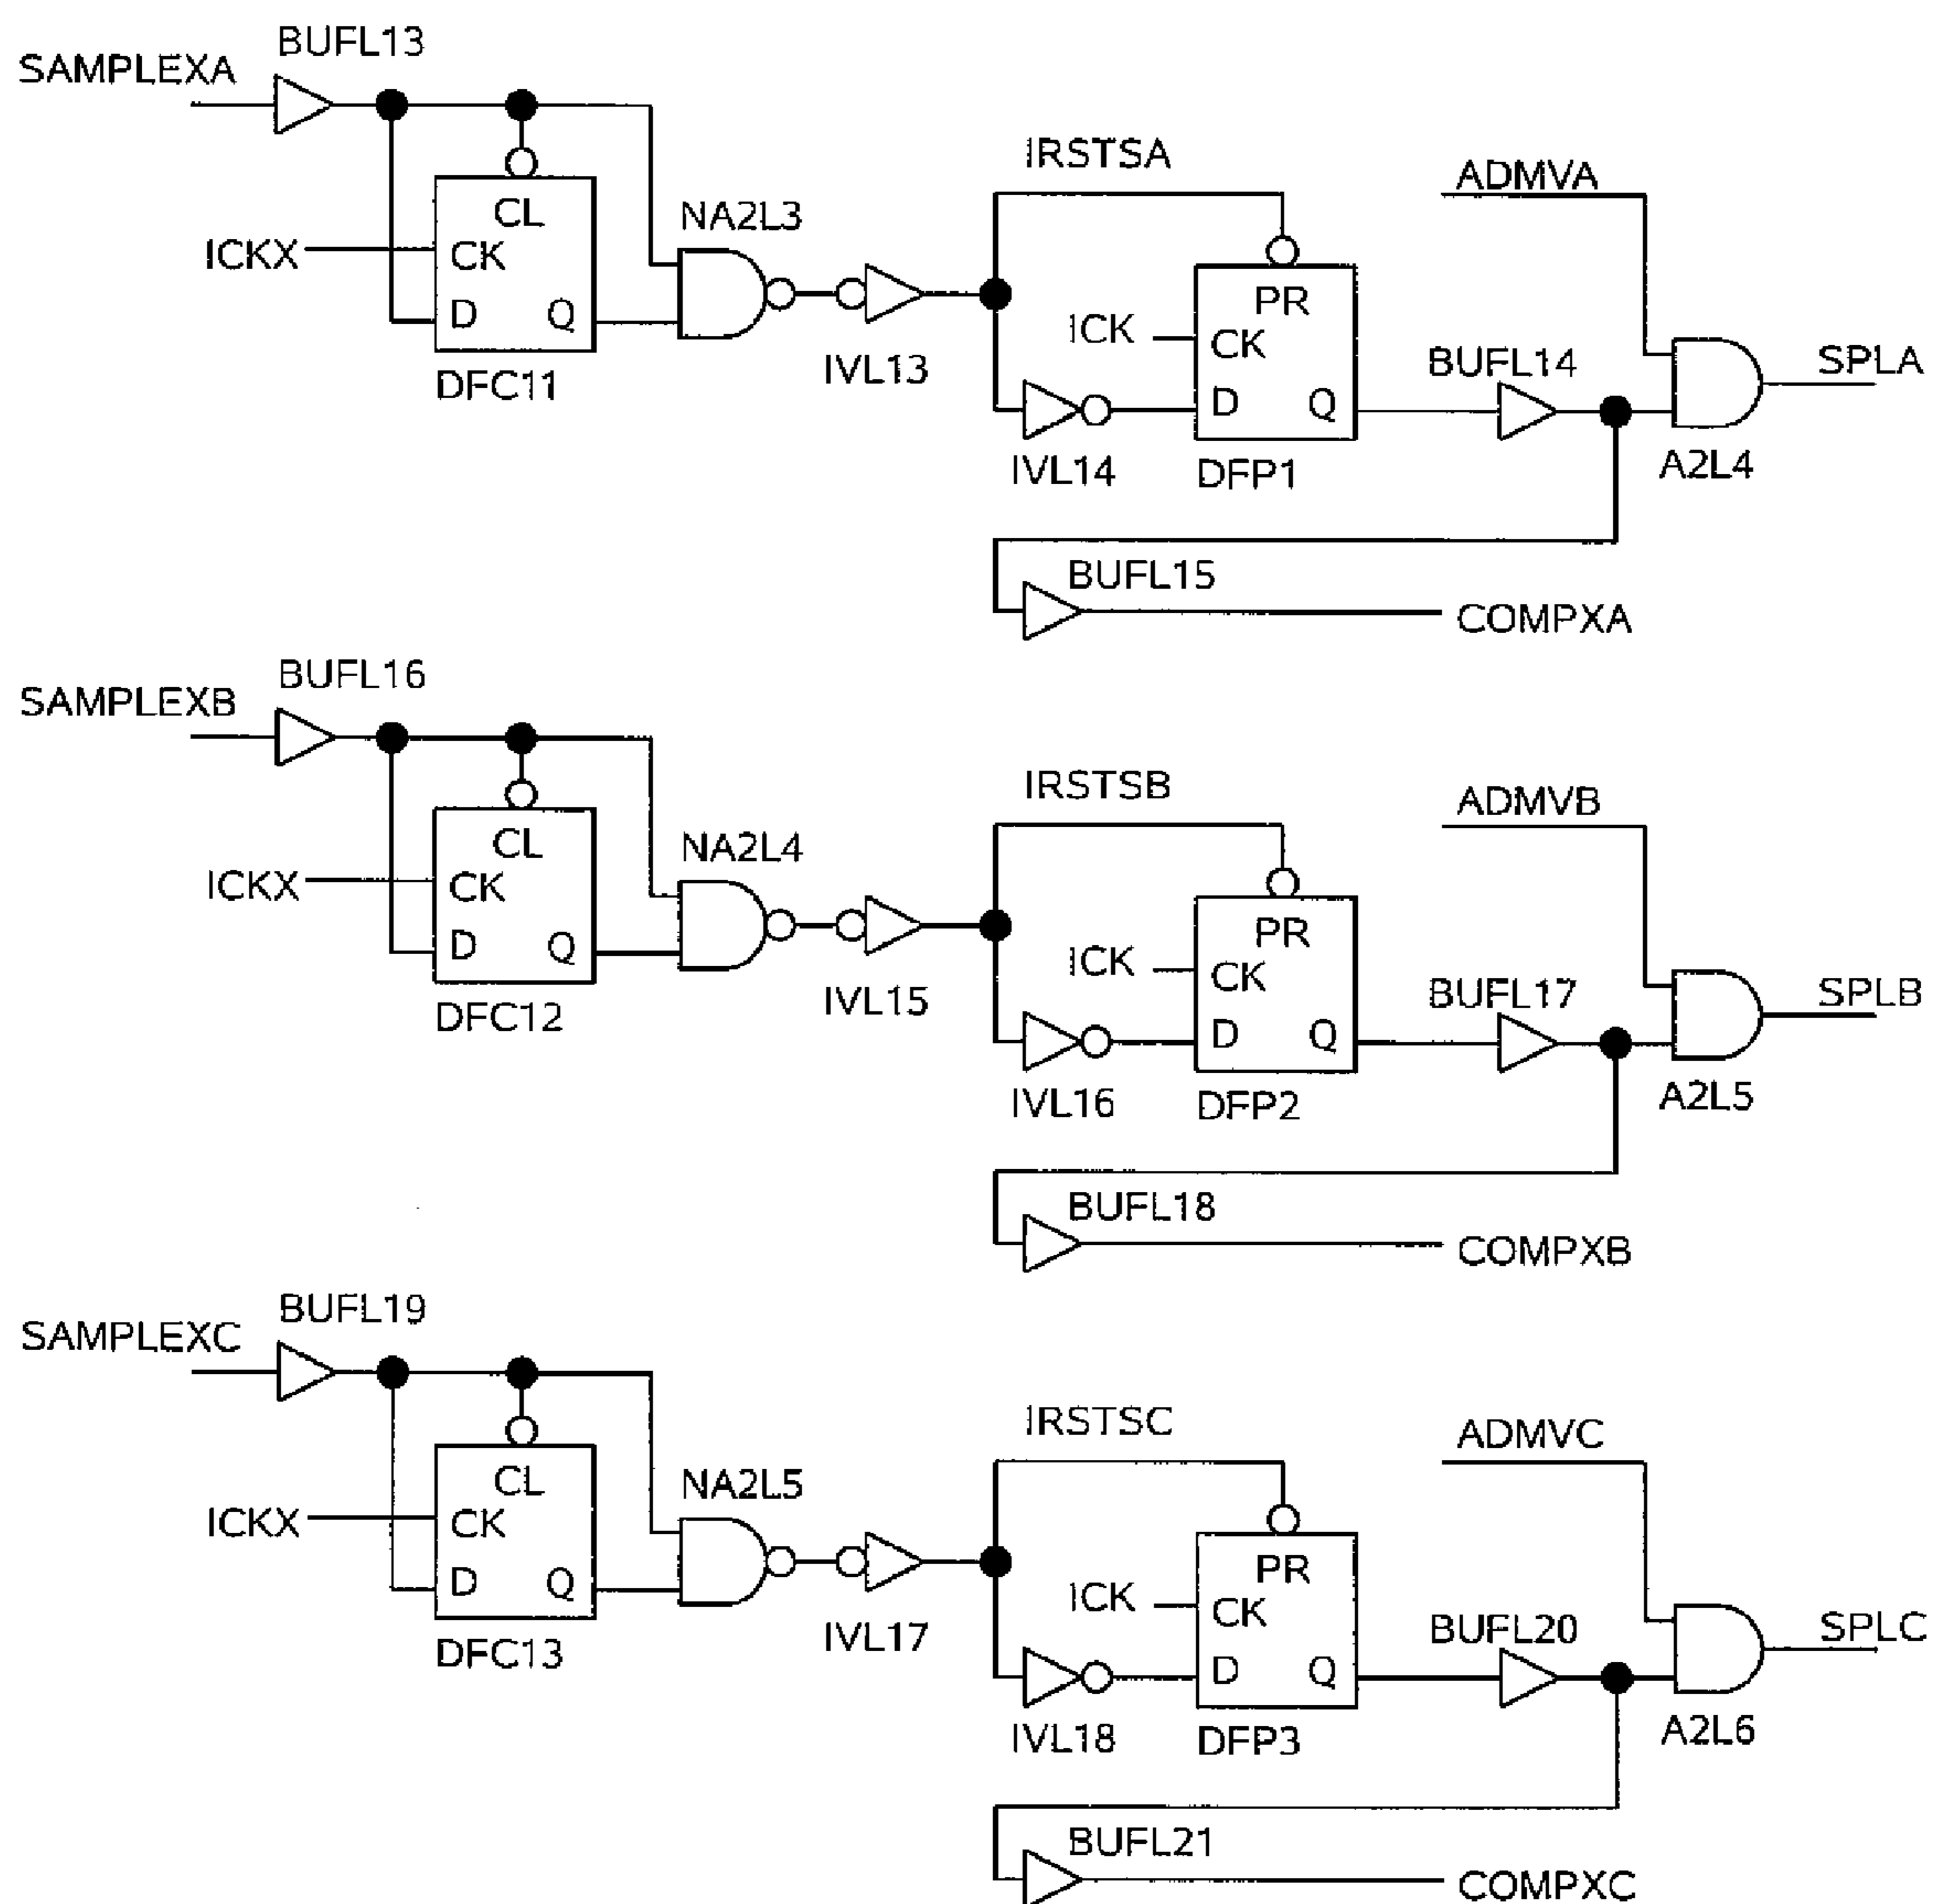 BUFL13
SAMPLEXA
IRSTSA
ADMVA
CL
NA2L3
ICKX
CK
PR
D
Q
ICK
CK
BUFL14
SPLA
IVL13
DFC11
D
Q
IVL14
DFP1
A2L4
BUFL15
COMPXA
BUFL16
SAMPLEXB
IRSTSB
ADMVB
CL
NA2L4
ICKX
CK
PR
D
Q
ICK
CK
BUFL17
SPLB
IVL15
DFC12
D
Q
IVL16
DFP2
A2L5
BUFL18
COMPXB
BUFL19
SAMPLEXC
IRSTSC
ADMVC
CL
NA2L5
ICKX
CK
PR
D
Q
ICK
CK
BUFL20
SPLC
IVL17
DFC13
D
Q
IVL18
DFP3
A2L6
BUFL21
COMPXC